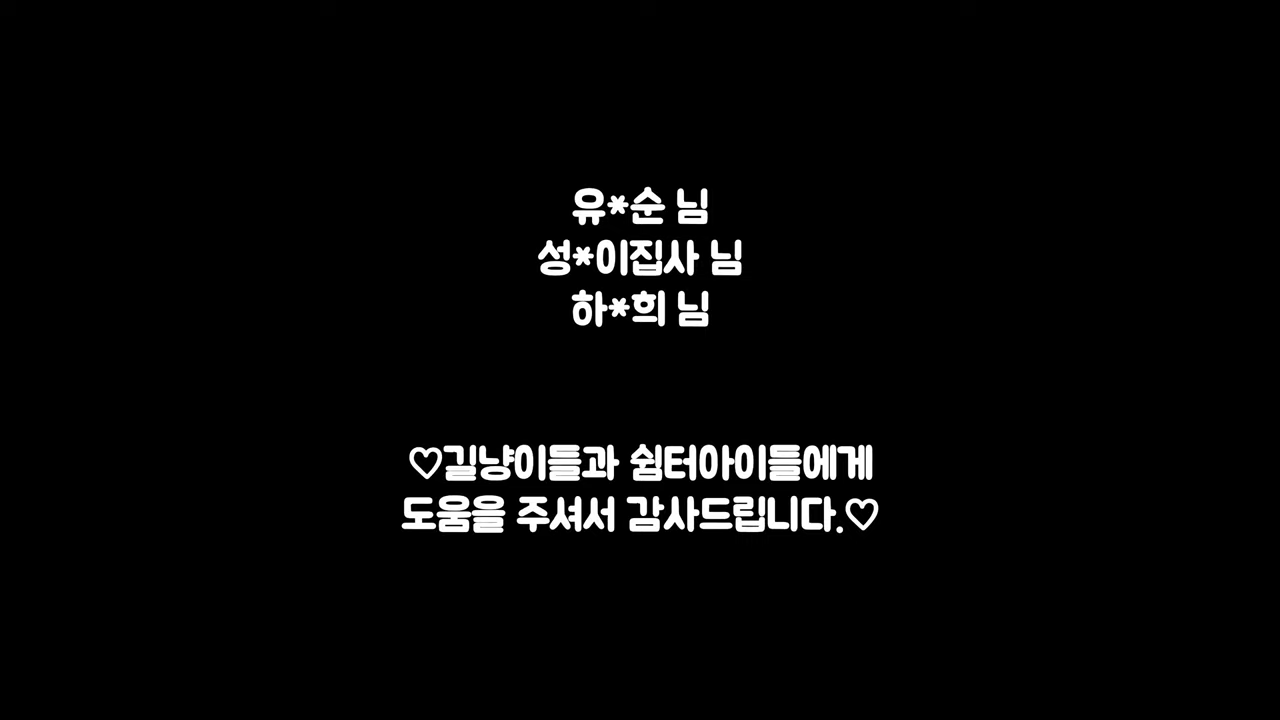 유*순 님
성*이집사 님
하*희 님
♡길냥이들과 쉼터아이들에게
도움을 주셔서 감사드립니다.♡